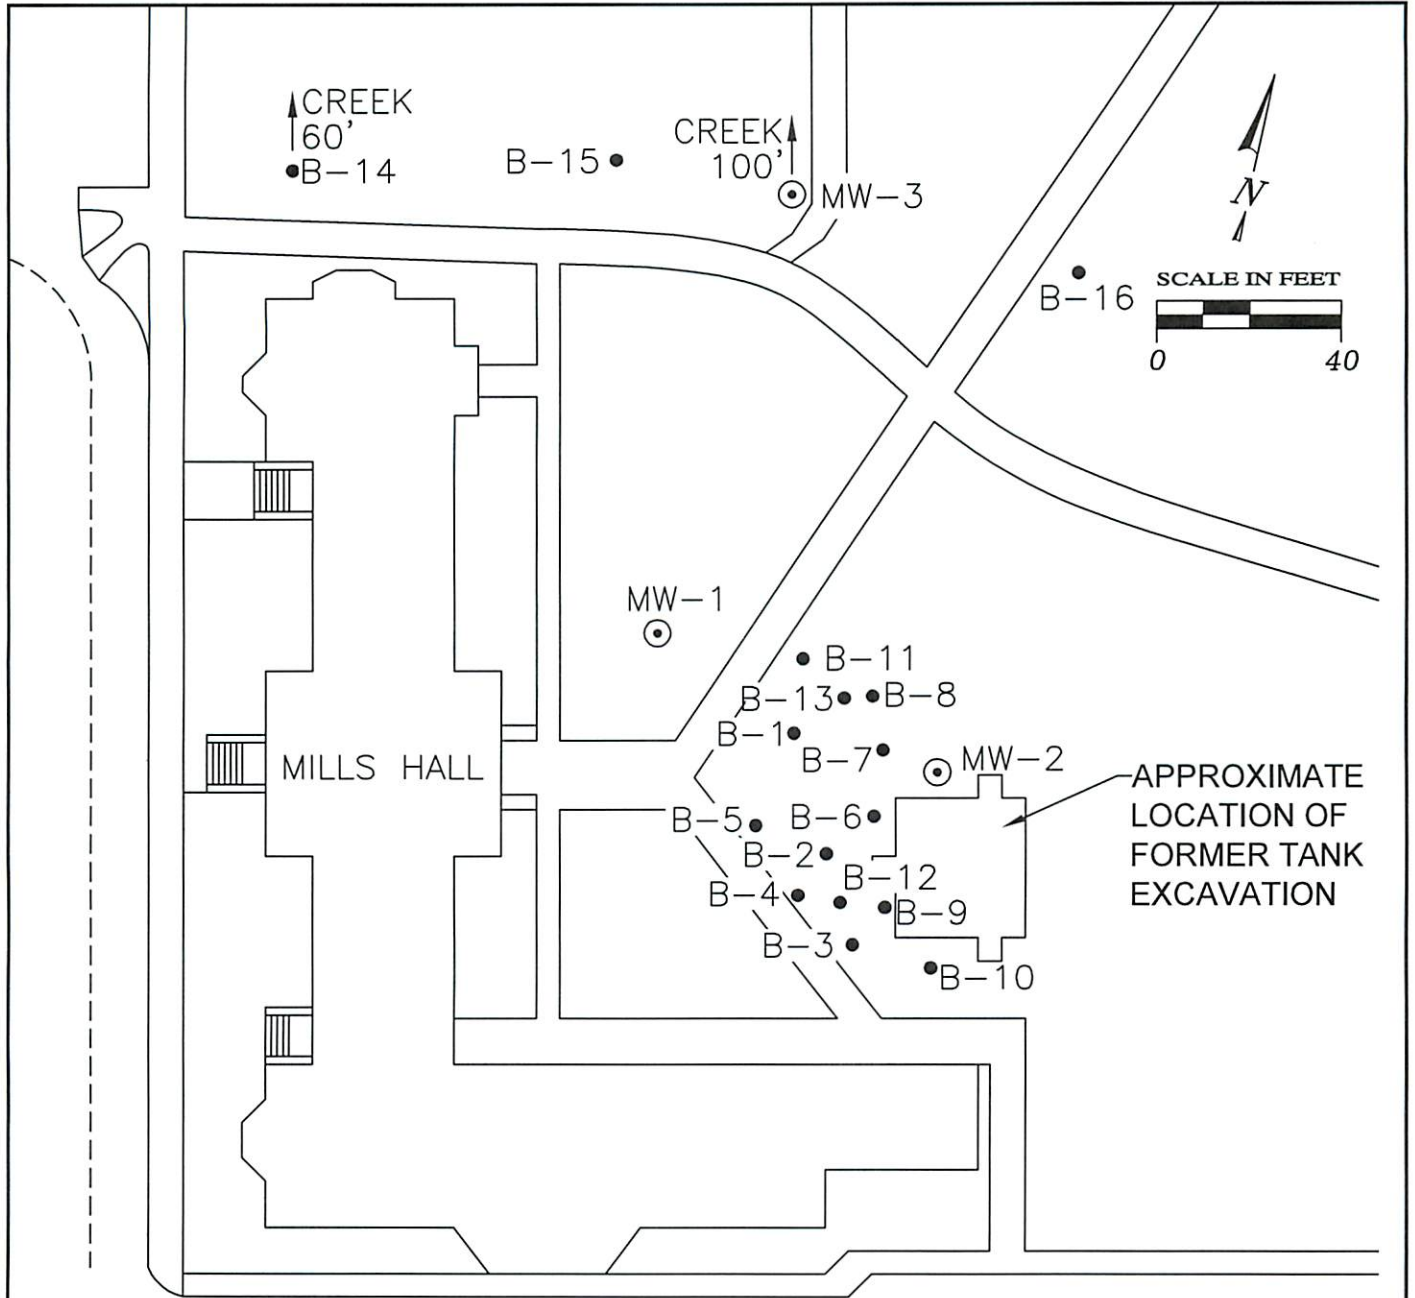 CREEK
60'
B-14
B-15
CREEK
100'
MW-3
N
B-16
SCALE IN FEET
0 40
MW-1
B-11
B-13
B-8
B-1
B-7
MW-2
MILLS HALL
APPROXIMATE
LOCATION OF
FORMER TANK
EXCAVATION
B-5
B-6
B-2
B-12
B-4
B-9
B-3
B-10